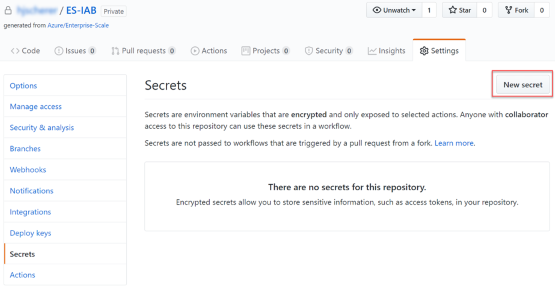 / ES-IAB Private
generated from Azure/Enterprise-Scale
Unwatch 1 Star 0 Fork 0
Code Issues 0 Pull requests 0 Actions Projects 0 Security 0 Insights Settings
Options
Manage access
Security & analysis
Branches
Webhooks
Notifications
Integrations
Deploy keys
Secrets
Actions
Secrets
New secret
Secrets are environment variables that are encrypted and only exposed to selected actions. Anyone with collaborator
access to this repository can use these secrets in a workflow.
Secrets are not passed to workflows that are triggered by a pull request from a fork. Learn more.
There are no secrets for this repository.
Encrypted secrets allow you to store sensitive information, such as access tokens, in your repository.